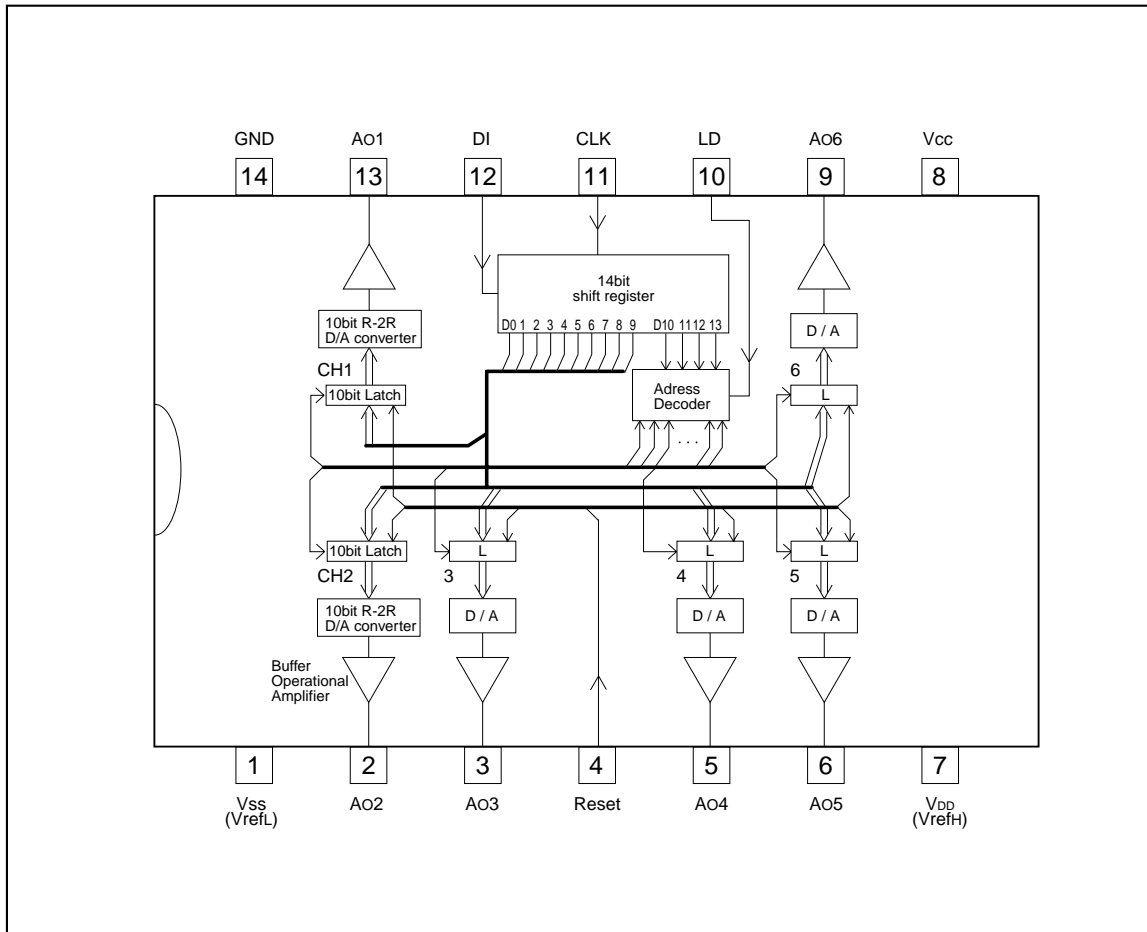 GND AO1 DI CLK LD AO6 Vcc
14 13 12 11 10 9 8
14bit
shift register
D0 1 2 3 4 5 6 7 8 9 D10 11 12 13
10bit R-2R
D/A converter
D / A
CH1
6
10bit Latch
Adress
Decoder
L
. . .
10bit Latch
L
L
L
CH2
3
4
5
10bit R-2R
D/A converter
D / A
D / A
D / A
Buffer
Operational
Amplifier
1 2 3 4 5 6 7
Vss
(VrefL)
AO2 AO3 Reset AO4 AO5
VDD
(VrefH)